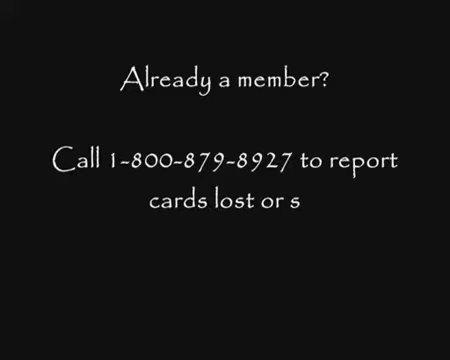 Already a member?
Call 1-800-879-8927 to report
cards lost or s